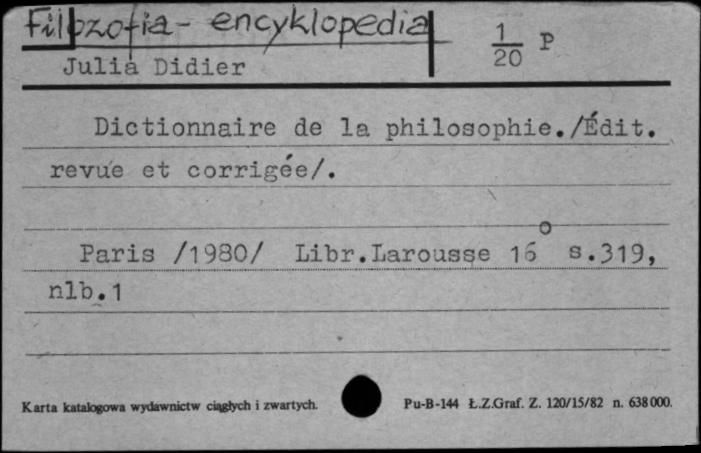 Filozofia - encyklopedia
1/20 P
Julia Didier
Dictionnaire de la philosophie./Édit.
revue et corrigée/.
Paris /1980/ Libr.Larousse 16° s.319,
nlb.1
Karta katalogowa wydawnictw ciągłych i zwartych.
Pu-B-144 Ł.Z.Graf. Z. 120/15/82 n. 638000.